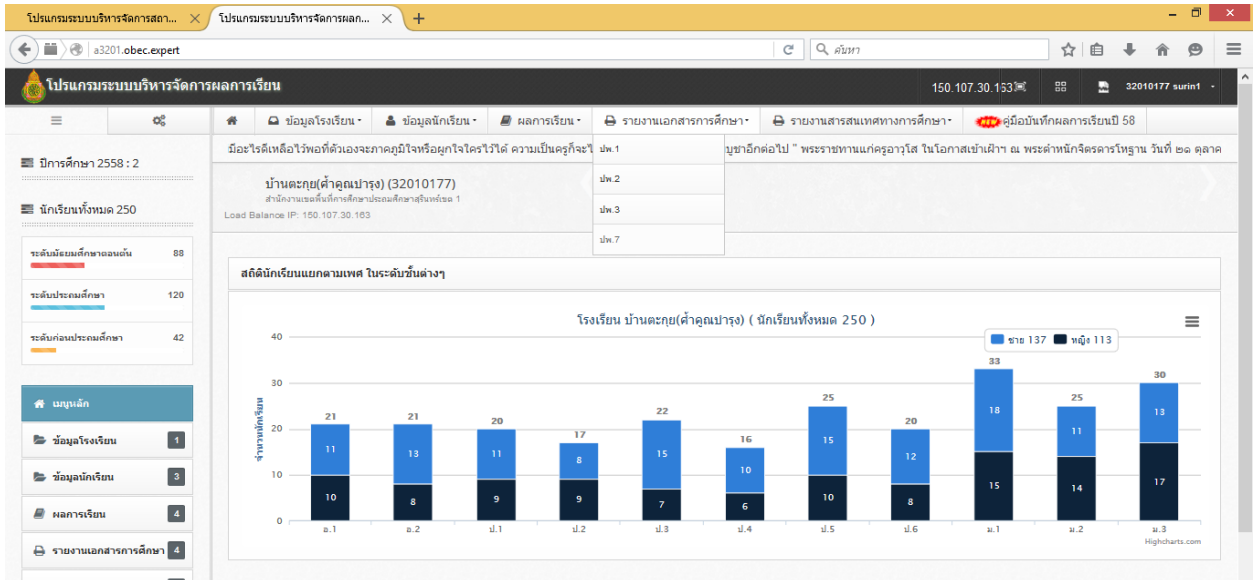 โปรแกรมระบบบริหารจัดการสถา...
โปรแกรมระบบบริหารจัดการผลก...
a3201.obec.expert
ค้นหา
โปรแกรมระบบบริหารจัดการผลการเรียน
150.107.30.163
32010177 surin1
ข้อมูลโรงเรียน
ข้อมูลนักเรียน
ผลการเรียน
รายงานเอกสารการศึกษา
รายงานสารสนเทศทางการศึกษา
NEW คู่มือบันทึกผลการเรียนปี 58
มีอะไรดีเหลือไว้พอที่ตัวเองจะภาคภูมิใจหรือผูกใจใครไว้ได้ ความเป็นครูก็จะไ
บูชาอีกต่อไป " พระราชทานแก่ครูอาวุโส ในโอกาสเข้าเฝ้าฯ ณ พระตำหนักจิตรดารโหฐาน วันที่ ๒๑ ตุลาค
ปพ.1
ปพ.2
ปพ.3
ปพ.7
ปีการศึกษา 2558 : 2
นักเรียนทั้งหมด 250
ระดับมัธยมศึกษาตอนต้น 88
ระดับประถมศึกษา 120
ระดับก่อนประถมศึกษา 42
เมนูหลัก
ข้อมูลโรงเรียน 1
ข้อมูลนักเรียน 3
ผลการเรียน 4
รายงานเอกสารการศึกษา 4
บ้านตะกุย(ศ้ำคูณบำรุง) (32010177)
สำนักงานเขตพื้นที่การศึกษาประถมศึกษาสุรินทร์เขต 1
Load Balance IP: 150.107.30.163
สถิตินักเรียนแยกตามเพศ ในระดับชั้นต่างๆ
โรงเรียน บ้านตะกุย(ศ้ำคูณบำรุง) ( นักเรียนทั้งหมด 250 )
ชาย 137 หญิง 113
จำนวนนักเรียน
40
30
20
10
0
21 21 20 17 22 16 25 20 33 25 30
11 13 11 8 15 10 15 12 18 11 13
10 8 9 9 7 6 10 8 15 14 17
อ.1 อ.2 ป.1 ป.2 ป.3 ป.4 ป.5 ป.6 ม.1 ม.2 ม.3
Highcharts.com